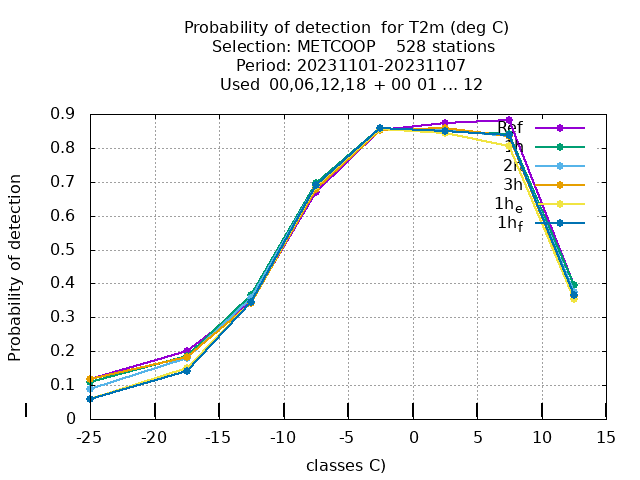 Probability of detection for T2m (deg C)
Selection: METCOOP 528 stations
Period: 20231101-20231107
Used 00,06,12,18 + 00 01 ... 12
Probability of detection
0.9
0.8
0.7
0.6
0.5
0.4
0.3
0.2
0.1
0
Ref
1h
2h
3h
1he
1hf
-25 -20 -15 -10 -5 0 5 10 15
classes C)